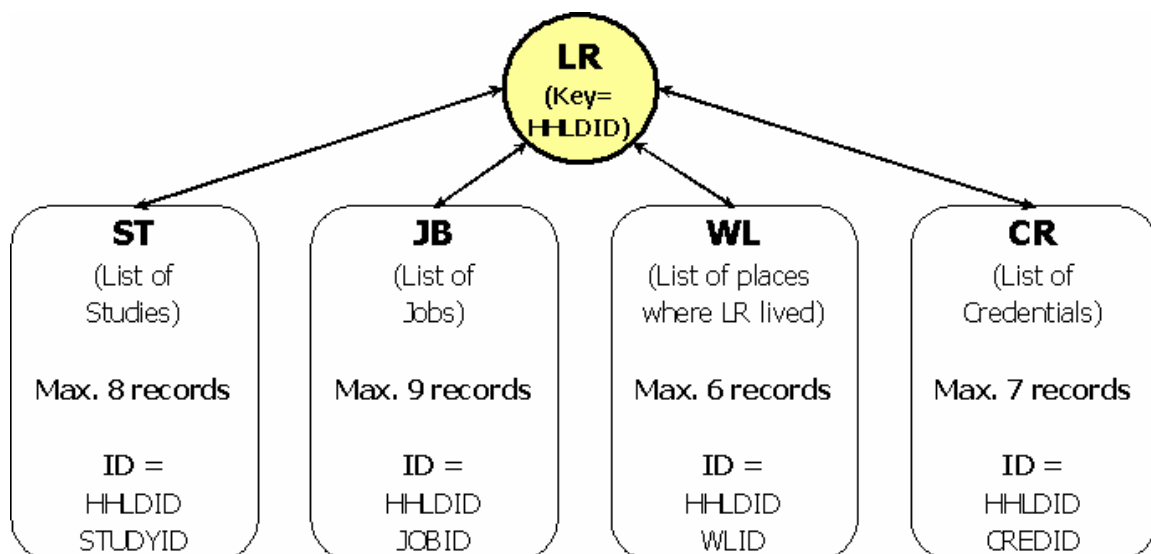 LR
(Key=
HHLDID)
ST
(List of
Studies)
Max. 8 records
ID =
HHLDID
STUDYID
JB
(List of
Jobs)
Max. 9 records
ID =
HHLDID
JOBID
WL
(List of places
where LR lived)
Max. 6 records
ID =
HHLDID
WLID
CR
(List of
Credentials)
Max. 7 records
ID =
HHLDID
CREDID